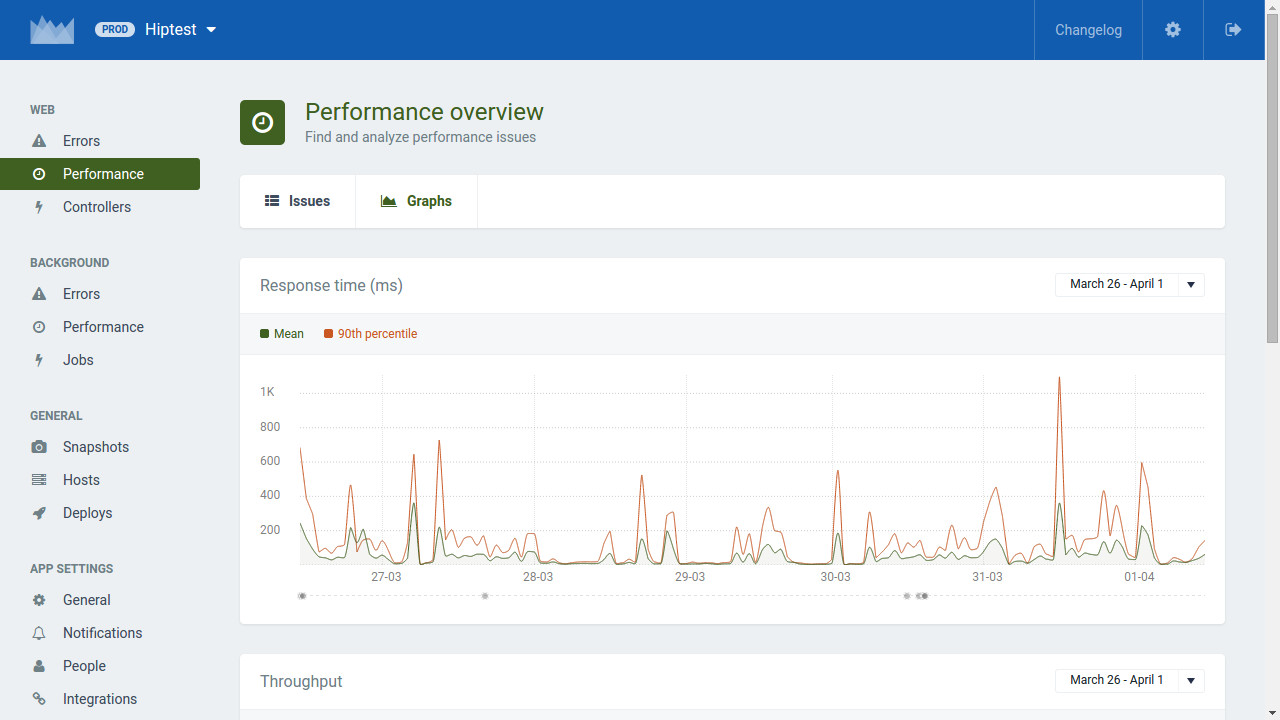 PROD Hiptest
Changelog
WEB
Errors
Performance
Controllers
BACKGROUND
Errors
Performance
Jobs
GENERAL
Snapshots
Hosts
Deploys
APP SETTINGS
General
Notifications
People
Integrations
Performance overview
Find and analyze performance issues
Issues
Graphs
Response time (ms)
March 26 - April 1
Mean
90th percentile
1K
800
600
400
200
27-03
28-03
29-03
30-03
31-03
01-04
Throughput
March 26 - April 1